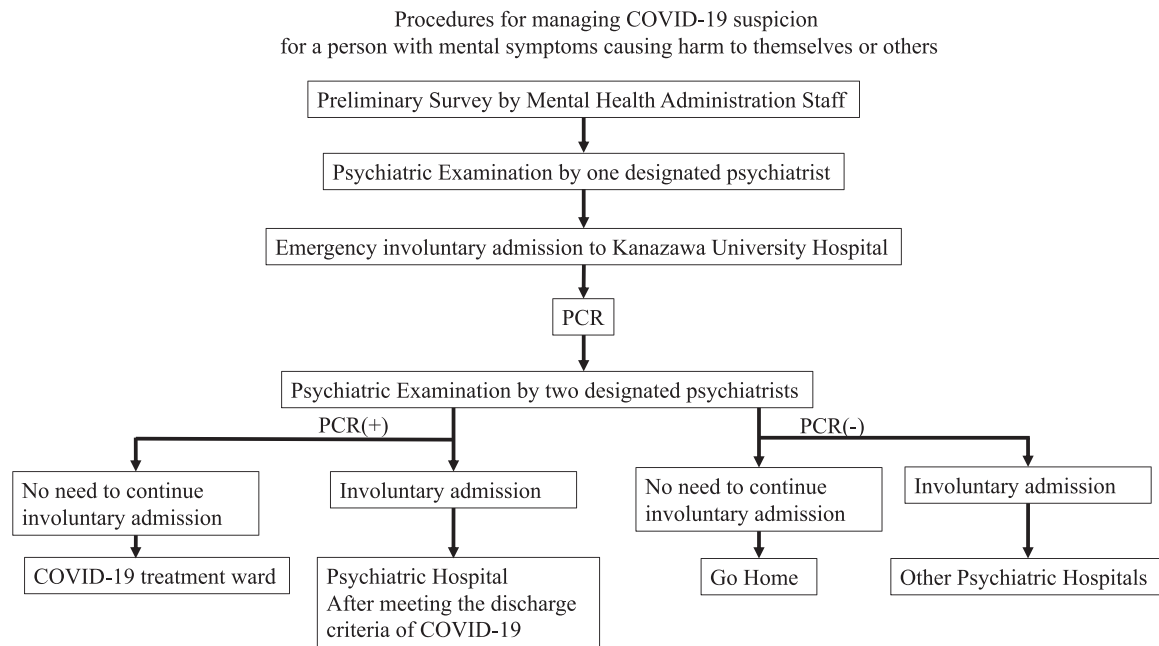 Procedures for managing COVID-19 suspicion
for a person with mental symptoms causing harm to themselves or others
Preliminary Survey by Mental Health Administration Staff
Psychiatric Examination by one designated psychiatrist
Emergency involuntary admission to Kanazawa University Hospital
PCR
Psychiatric Examination by two designated psychiatrists
PCR(+)
PCR(-)
No need to continue
involuntary admission
Involuntary admission
No need to continue
involuntary admission
Involuntary admission
COVID-19 treatment ward
Psychiatric Hospital
After meeting the discharge
criteria of COVID-19
Go Home
Other Psychiatric Hospitals